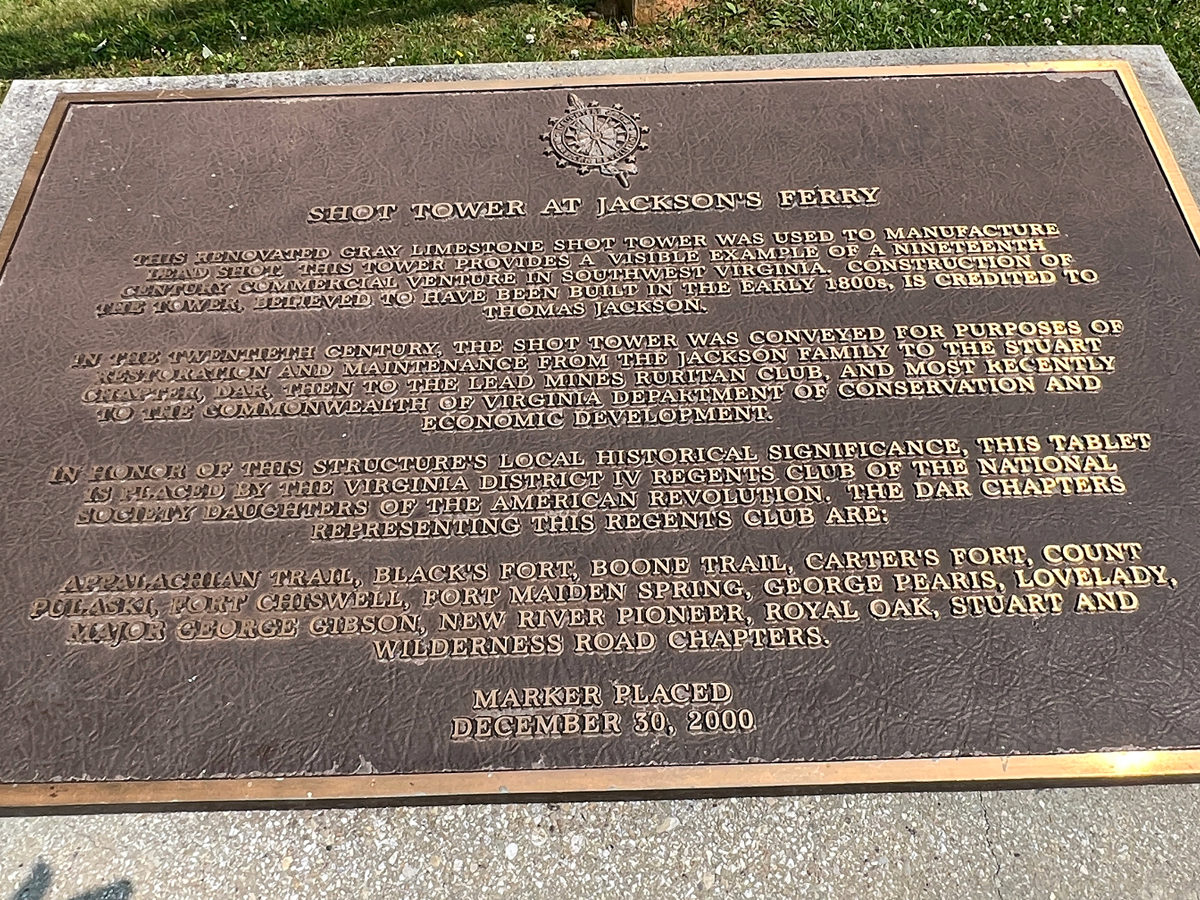 SHOT TOWER AT JACKSON'S FERRY
THIS RENOVATED GRAY LIMESTONE SHOT TOWER WAS USED TO MANUFACTURE
LEAD SHOT. THIS TOWER PROVIDES A VISIBLE EXAMPLE OF A NINETEENTH
CENTURY COMMERCIAL VENTURE IN SOUTHWEST VIRGINIA. CONSTRUCTION OF
THE TOWER, BELIEVED TO HAVE BEEN BUILT IN THE EARLY 1800s, IS CREDITED TO
THOMAS JACKSON.
IN THE TWENTIETH CENTURY, THE SHOT TOWER WAS CONVEYED FOR PURPOSES OF
RESTORATION AND MAINTENANCE FROM THE JACKSON FAMILY TO THE STUART
CHAPTER, DAR, THEN TO THE LEAD MINES RURITAN CLUB, AND MOST RECENTLY
TO THE COMMONWEALTH OF VIRGINIA DEPARTMENT OF CONSERVATION AND
ECONOMIC DEVELOPMENT.
IN HONOR OF THIS STRUCTURE'S LOCAL HISTORICAL SIGNIFICANCE, THIS TABLET
IS PLACED BY THE VIRGINIA DISTRICT IV REGENTS CLUB OF THE NATIONAL
SOCIETY DAUGHTERS OF THE AMERICAN REVOLUTION. THE DAR CHAPTERS
REPRESENTING THIS REGENTS CLUB ARE:
APPALACHIAN TRAIL, BLACK'S FORT, BOONE TRAIL, CARTER'S FORT, COUNT
PULASKI, FORT CHISWELL, FORT MAIDEN SPRING, GEORGE PEARIS, LOVELADY,
MAJOR GEORGE GIBSON, NEW RIVER PIONEER, ROYAL OAK, STUART AND
WILDERNESS ROAD CHAPTERS.
MARKER PLACED
DECEMBER 30, 2000